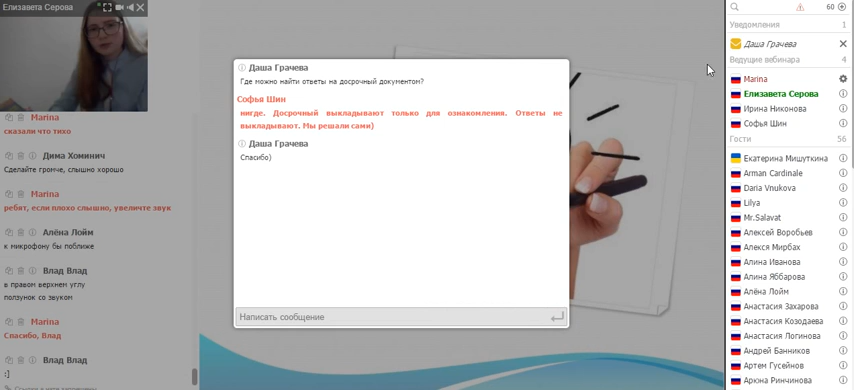 Елизавета Серова
Marina
сказали что тихо
Дима Хоминич
Сделайте громче, слышно хорошо
Marina
ребят, если плохо слышно, увеличте звук
Алёна Лойм
к микрофону бы поближе
Влад Влад
в правом верхнем углу
ползунок со звуком
Marina
Спасибо, Влад
Влад Влад
:]
Даша Грачева
Где можно найти ответы на досрочный документом?
Софья Шин
нигде. Досрочный выкладывают только для ознакомления. Ответы не
выкладывают. Мы решали сами)
Даша Грачева
Спасибо)
Написать сообщение
60
Уведомления 1
Даша Грачева
Ведущие вебинара 4
Marina
Елизавета Серова
Ирина Никонова
Софья Шин
Гости 56
Екатерина Мишуткина
Arman Cardinale
Daria Vnukova
Lilya
Mr.Salavat
Алексей Воробьев
Алекся Мирбах
Алина Иванова
Алина Яббарова
Алёна Лойм
Анастасия Захарова
Анастасия Козодаева
Анастасия Логинова
Андрей Банников
Артем Гусейнов
Арюна Ринчинова